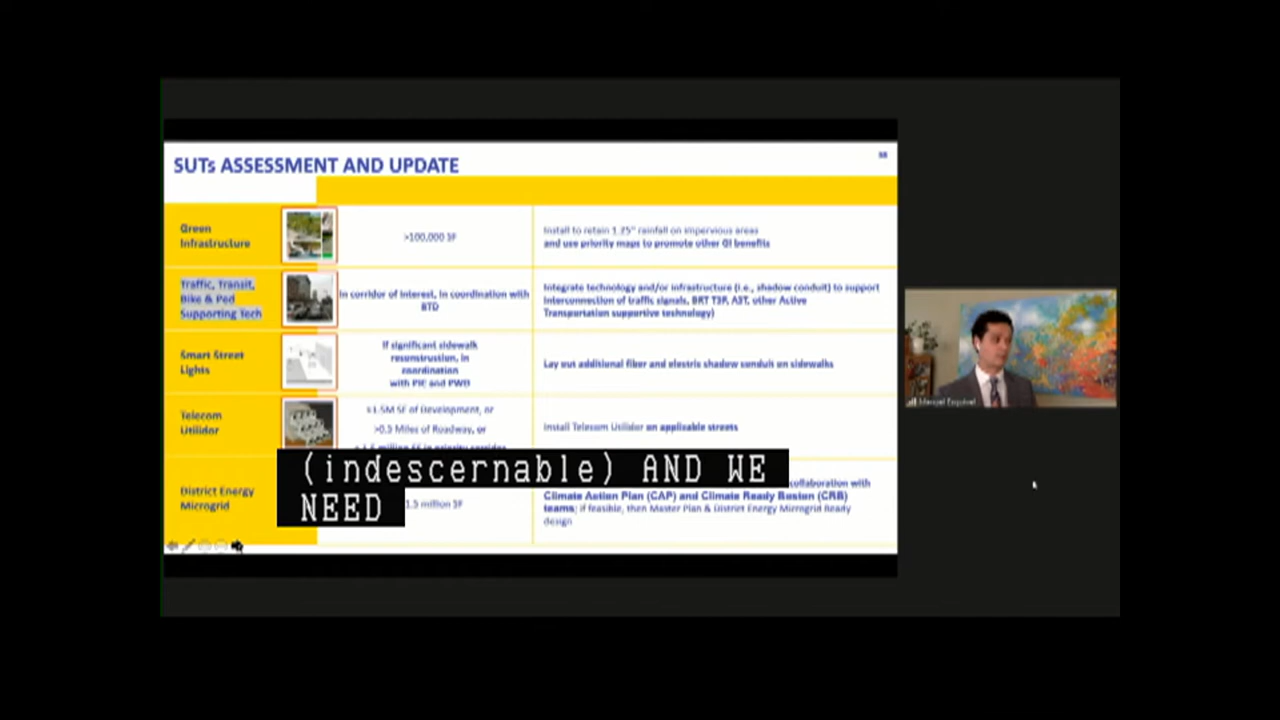 SUTs ASSESSMENT AND UPDATE
38
Green
Infrastructure
>100,000 SF
Install to retain 1.25" rainfall on impervious areas
and use priority maps to promote other GI benefits
Traffic, Transit,
Bike & Ped
Supporting Tech
In corridor of interest, in coordination with
BTD
Integrate technology and/or infrastructure (i.e., shadow conduit) to support
interconnection of traffic signals, BRT TSP, AST, other Active
Transportation supportive technology)
Smart Street
Lights
If significant sidewalk
reconstruction, in
coordination
with PIC and PWD
Lay out additional fiber and electric shadow conduit on sidewalks
Telecom
Utilidor
>1.5M SF of Development, or
>0.5 Miles of Roadway, or
Install Telecom Utilidor on applicable streets
District Energy
Microgrid
1.5 million SF
collaboration with
Climate Action Plan (CAP) and Climate Ready Boston (CRB)
teams; if feasible, then Master Plan & District Energy Microgrid Ready
design
(indescernable) AND WE
NEED
Manuel Esquivel